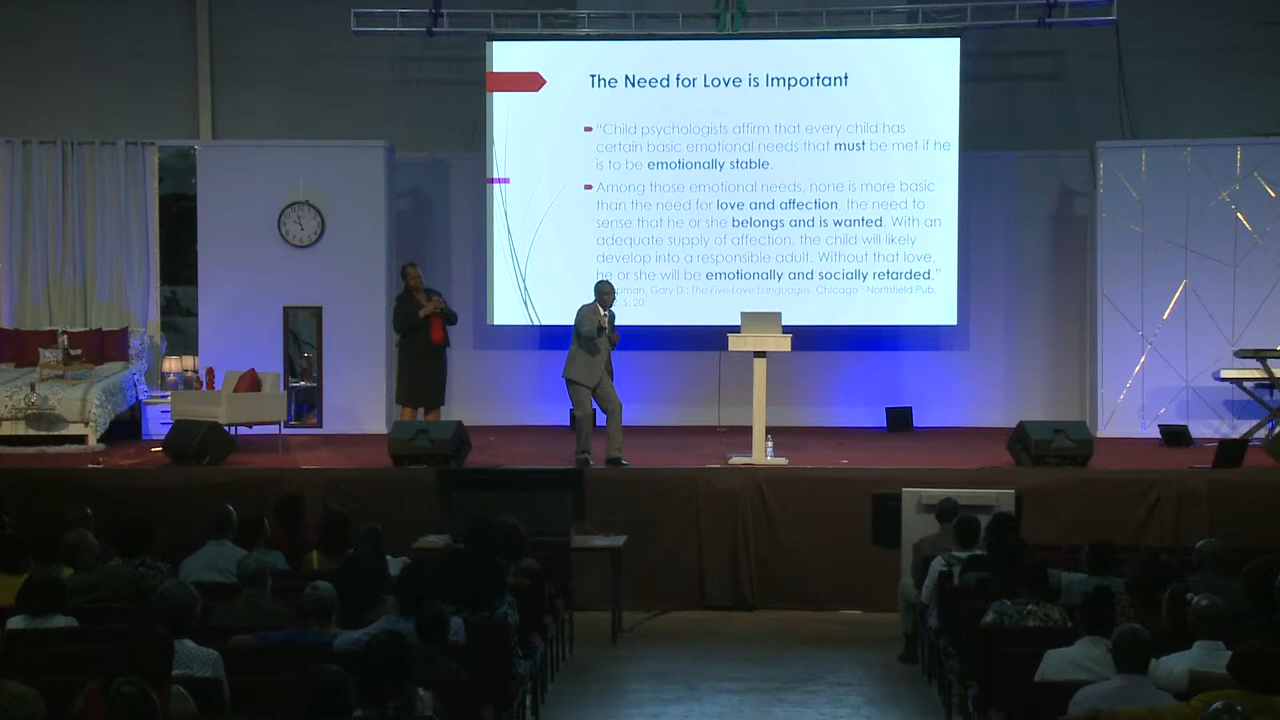 The Need for Love is Important
"Child psychologists affirm that every child has
certain basic emotional needs that must be met if he
is to be emotionally stable.
Among those emotional needs, none is more basic
than the need for love and affection, the need to
sense that he or she belongs and is wanted. With an
adequate supply of affection, the child will likely
develop into a responsible adult. Without that love,
he or she will be emotionally and socially retarded."
Gary D.: The Five Love Languages. Chicago : Northfield Pub.,
S. 20